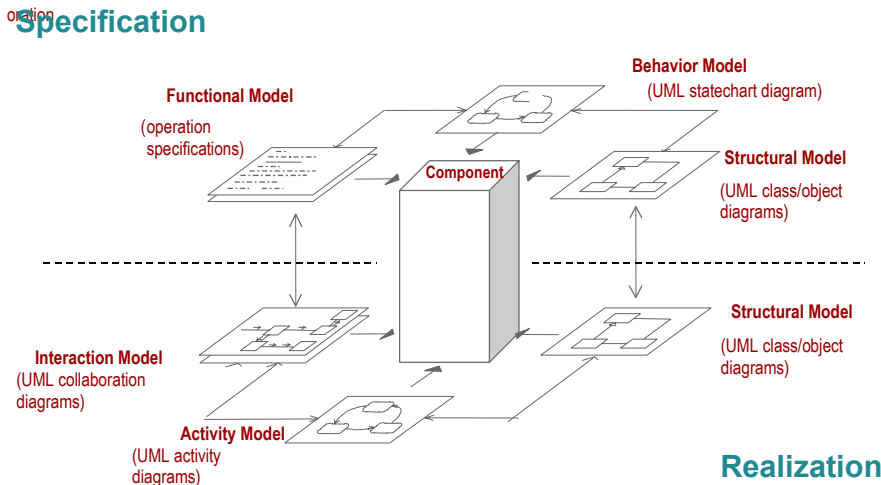 oration
Specification
Behavior Model
(UML statechart diagram)
Functional Model
(operation
specifications)
Component
Structural Model
(UML class/object
diagrams)
Structural Model
(UML class/object
diagrams)
Interaction Model
(UML collaboration
diagrams)
Activity Model
(UML activity
diagrams)
Realization